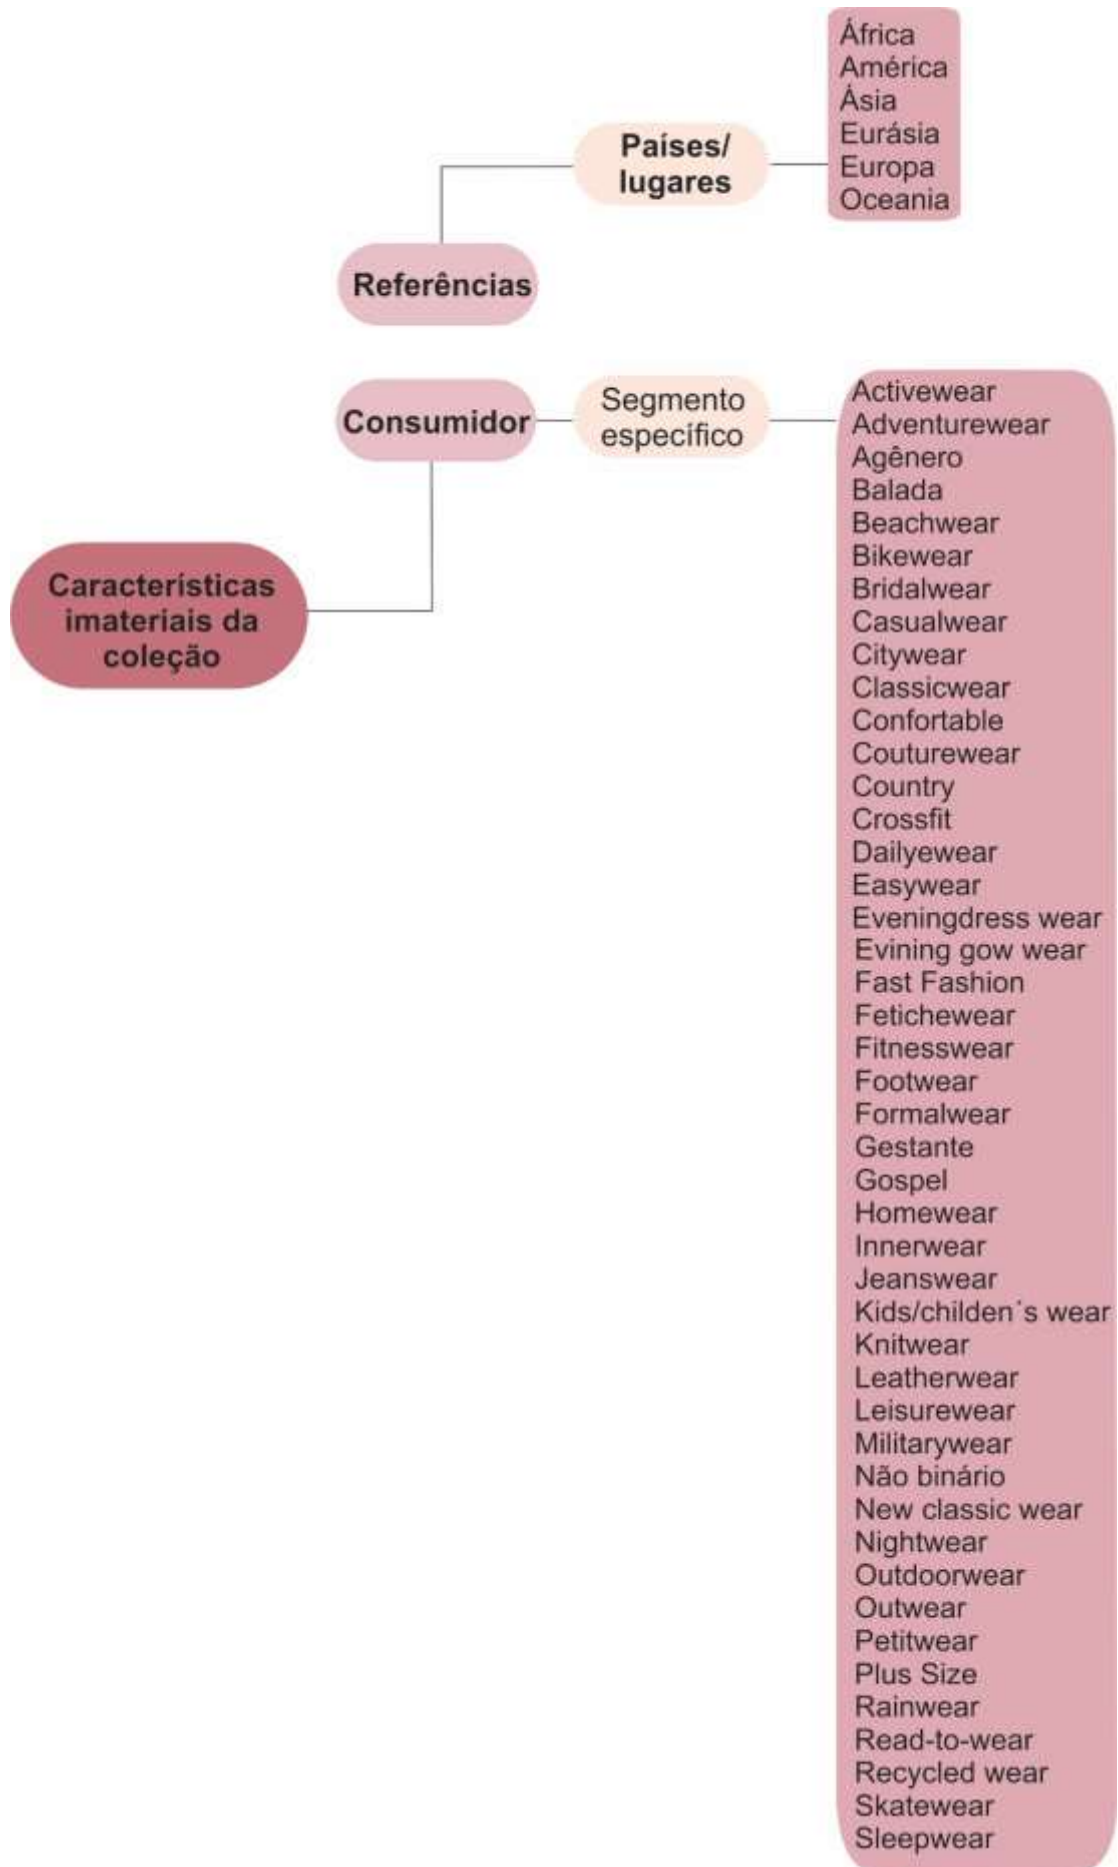 África
América
Ásia
Eurásia
Europa
Oceania
Países/
lugares
Referências
Consumidor
Segmento
específico
Características
imateriais da
coleção
Activewear
Adventurewear
Agênero
Balada
Beachwear
Bikewear
Bridalwear
Casualwear
Citywear
Classicwear
Confortable
Couturewear
Country
Crossfit
Dailyewear
Easywear
Eveningdress wear
Evining gow wear
Fast Fashion
Fetichewear
Fitnesswear
Footwear
Formalwear
Gestante
Gospel
Homewear
Innerwear
Jeanswear
Kids/childen´s wear
Knitwear
Leatherwear
Leisurewear
Militarywear
Não binário
New classic wear
Nightwear
Outdoorwear
Outwear
Petitwear
Plus Size
Rainwear
Read-to-wear
Recycled wear
Skatewear
Sleepwear